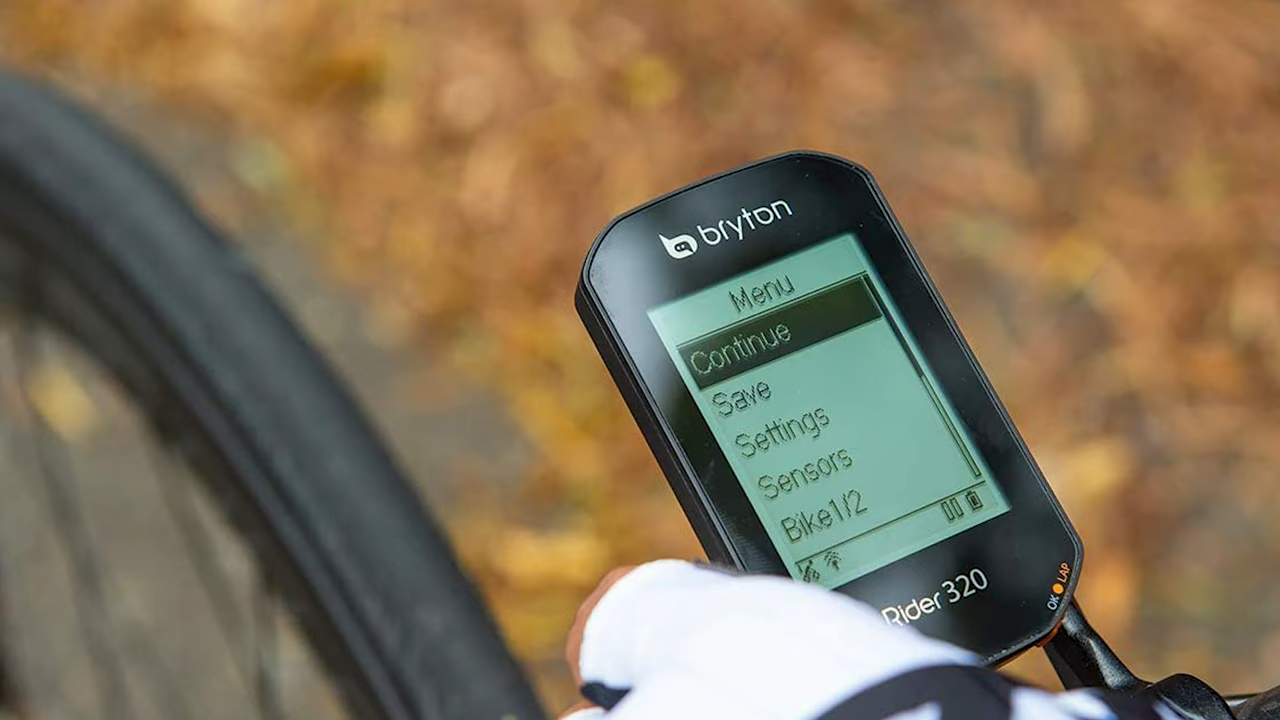 bryton
Menu
Continue
Save
Settings
Sensors
Bike1/2
Rider 320
OK LAP